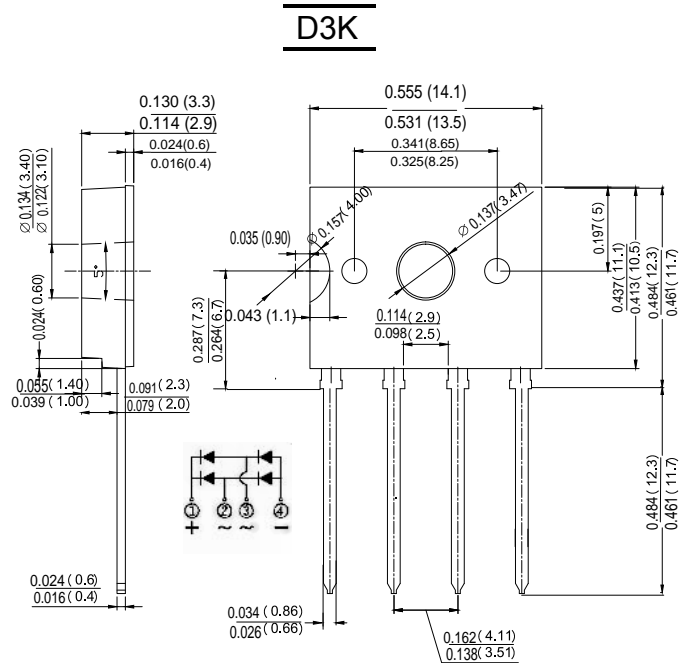 D3K
0.130 (3.3)
0.114 (2.9)
0.024(0.6)
0.016(0.4)
Ø 0.134( 3.40)
Ø 0.122( 3.10)
5°
0.024( 0.60)
0.055( 1.40)
0.039( 1.00)
0.091( 2.3)
0.079( 2.0)
0.024 ( 0.6)
0.016 ( 0.4)
0.555 (14.1)
0.531 (13.5)
0.341(8.65)
0.325(8.25)
Ø 0.157( 4.00)
Ø 0.137( 3.47)
0.035 (0.90)
0.043 ( 1.1)
0.287( 7.3)
0.264( 6.7)
0.114 (2.9)
0.098 ( 2.5)
0.197( 5)
0.437( 11.1)
0.413( 10.5)
0.484( 12.3)
0.461( 11.7)
0.484( 12.3)
0.461( 11.7)
① ② ③ ④
+ ~ ~ −
0.034 ( 0.86)
0.026( 0.66)
0.162 ( 4.11)
0.138 ( 3.51)